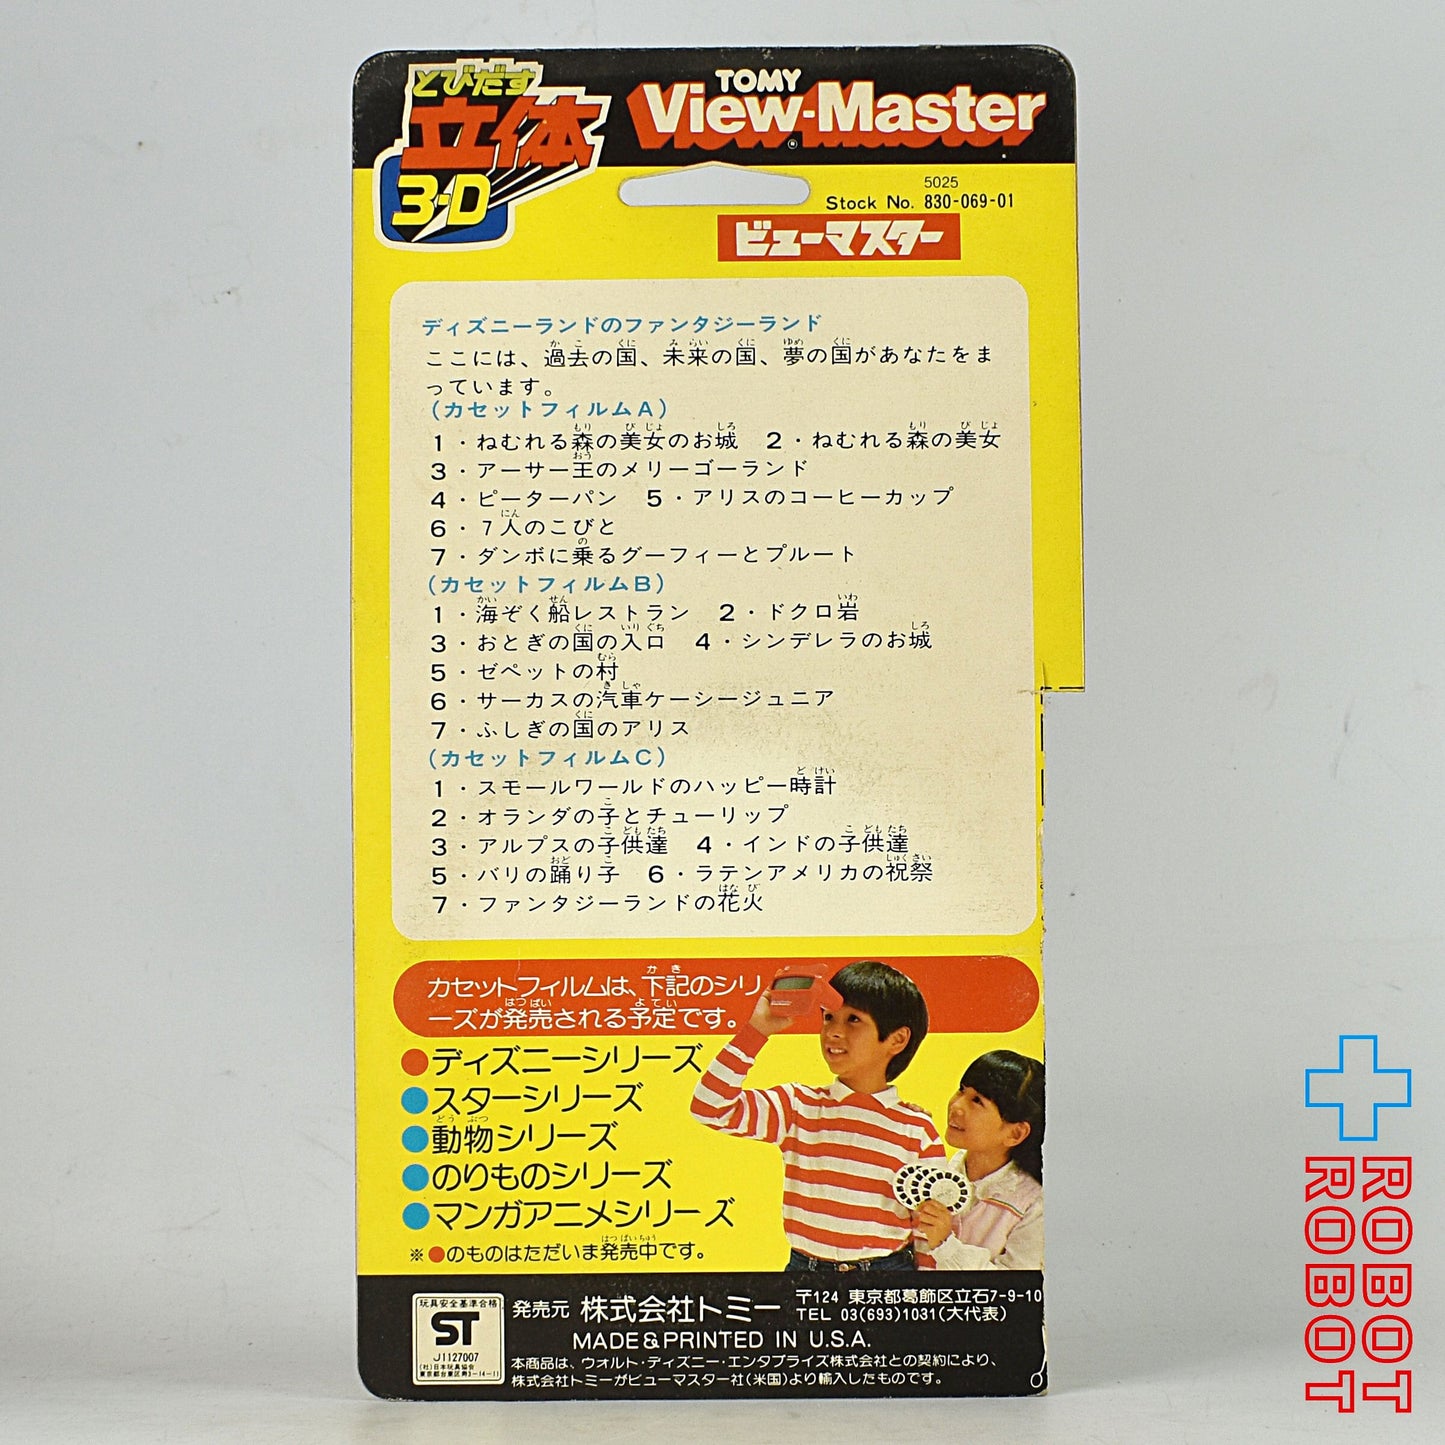 とびだす
立体
3-D
TOMY
View-Master
5025
Stock No. 830-069-01
ビューマスター
ディズニーランドのファンタジーランド
ここには、過去の国、未来の国、夢の国があなたをま
っています。
(カセットフィルムA)
1・ねむれる森の美女のお城 2・ねむれる森の美女
3・アーサー王のメリーゴーランド
4・ピーターパン 5・アリスのコーヒーカップ
6・7人のこびと
7・ダンボに乗るグーフィーとプルート
(カセットフィルムB)
1・海ぞく船レストラン 2・ドクロ岩
3・おとぎの国の入口 4・シンデレラのお城
5・ゼペットの村
6・サーカスの汽車ケーシージュニア
7・ふしぎの国のアリス
(カセットフィルムC)
1・スモールワールドのハッピー時計
2・オランダの子とチューリップ
3・アルプスの子供達 4・インドの子供達
5・バリの踊り子 6・ラテンアメリカの祝祭
7・ファンタジーランドの花火
カセットフィルムは、下記のシリ
ーズが発売される予定です。
●ディズニーシリーズ
●スターシリーズ
●動物シリーズ
●のりものシリーズ
●マンガアニメシリーズ
※●のものはただいま発売中です。
玩具安全基準合格
ST
J1127007
(社)日本玩具協会
東京都台東区寿3-14-11
発売元 株式会社トミー
〒124 東京都葛飾区立石7-9-10
TEL 03(693)1031(大代表)
MADE&PRINTED IN U.S.A.
本商品は、ウォルト・ディズニー・エンタプライズ株式会社との契約により、
株式会社トミーがビューマスター社(米国)より輸入したものです。
ROBOT
ROBOT